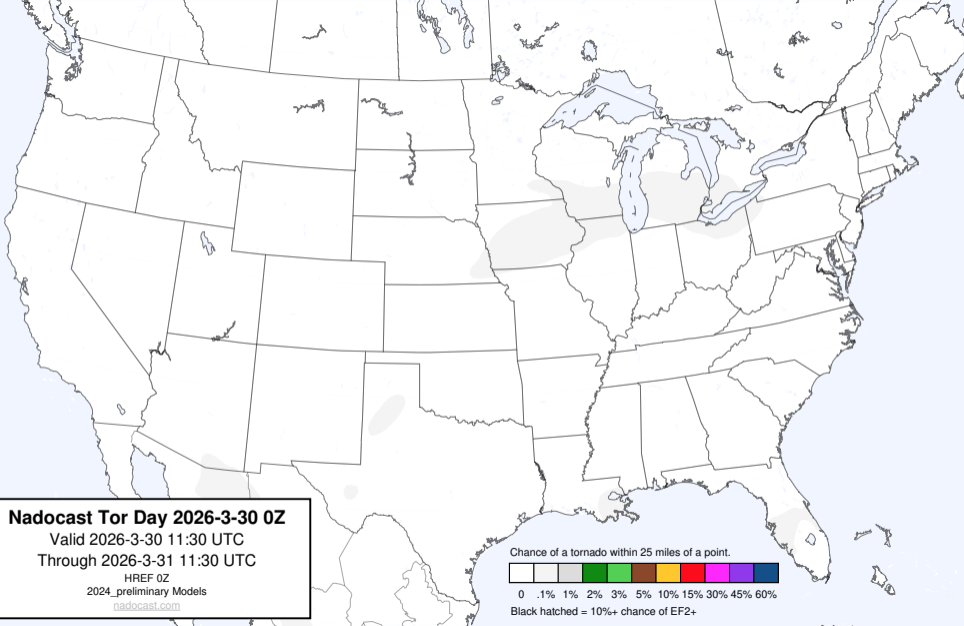 Nadocast Tor Day 2026-3-30 0Z
Valid 2026-3-30 11:30 UTC
Through 2026-3-31 11:30 UTC
HREF 0Z
2024_preliminary Models
nadocast.com
Chance of a tornado within 25 miles of a point.
0 .1% 1% 2% 3% 5% 10% 15% 30% 45% 60%
Black hatched = 10%+ chance of EF2+